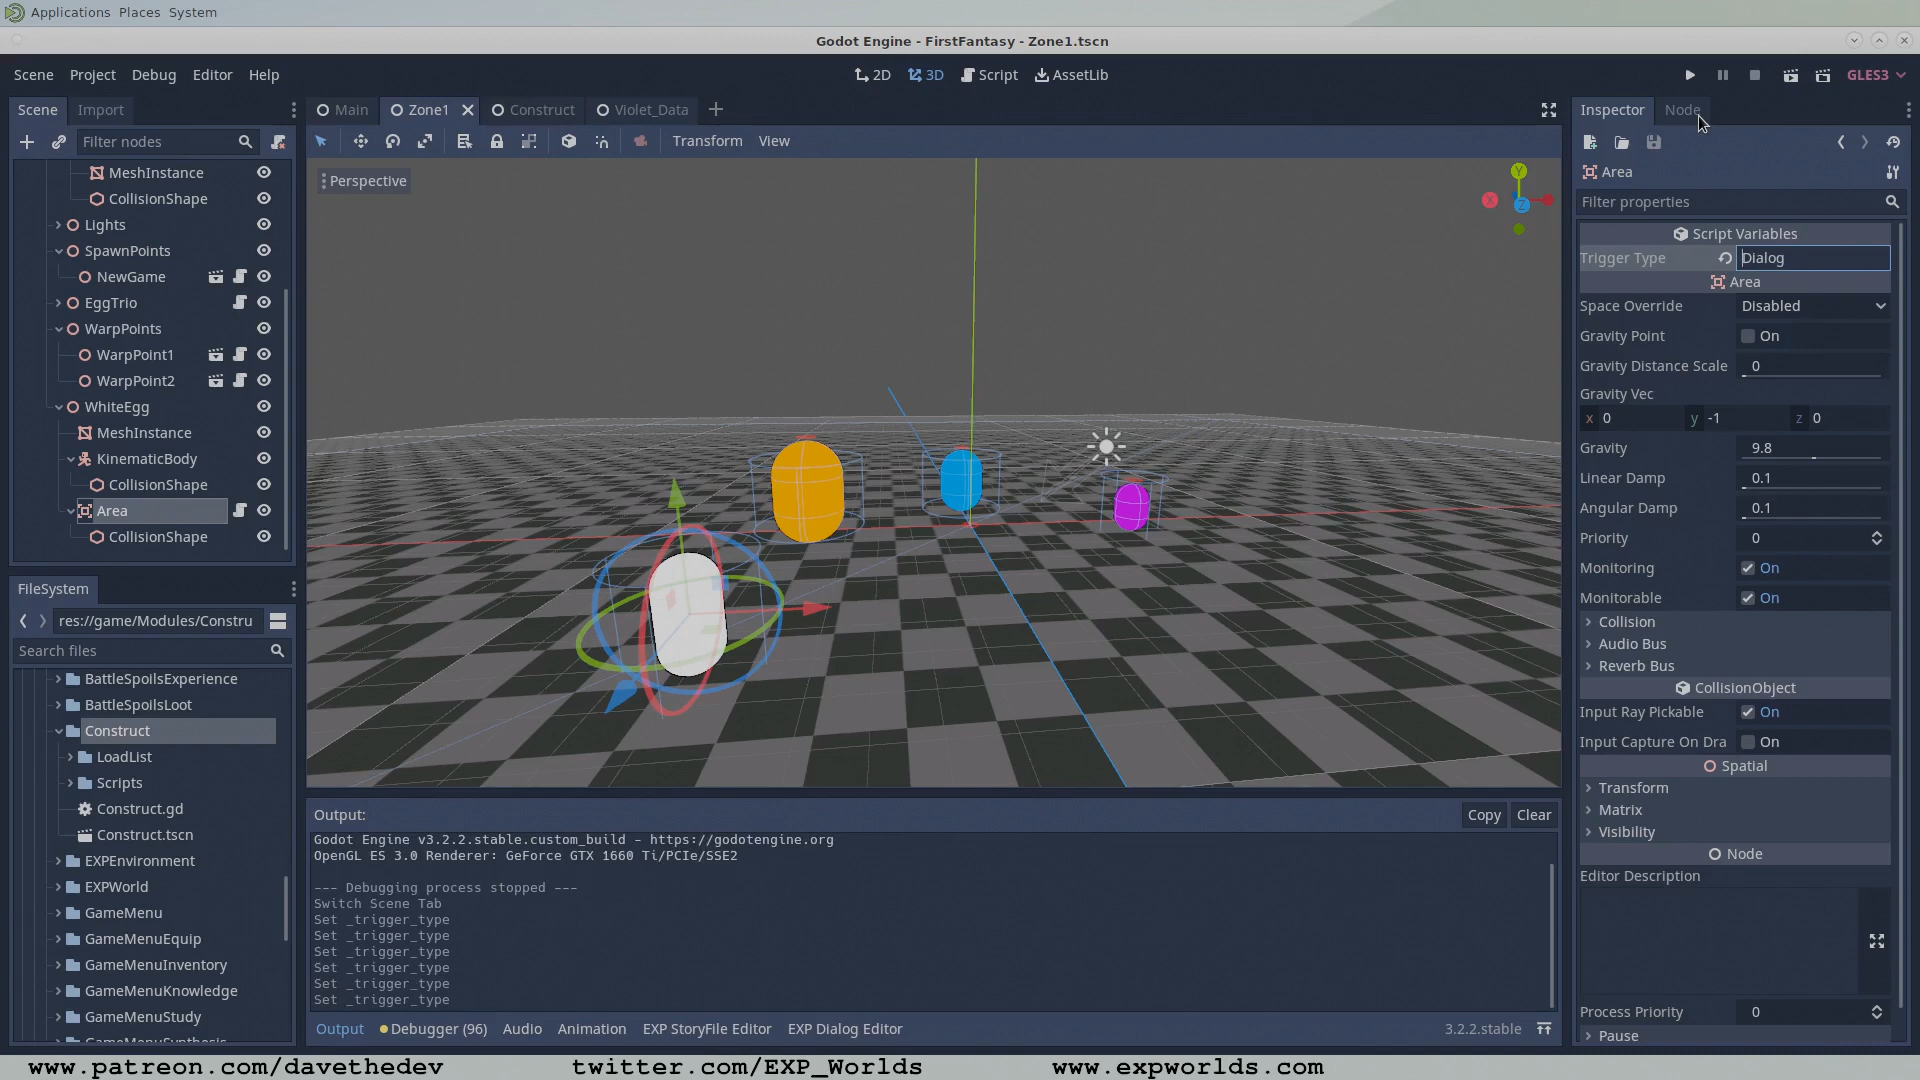 Applications Places System
Godot Engine - FirstFantasy - Zone1.tscn
Scene Project Debug Editor Help
2D 3D Script AssetLib
GLES3
Scene Import
Filter nodes
MeshInstance
CollisionShape
Lights
SpawnPoints
NewGame
EggTrio
WarpPoints
WarpPoint1
WarpPoint2
WhiteEgg
MeshInstance
KinematicBody
CollisionShape
Area
CollisionShape
FileSystem
res://game/Modules/Constru
Search files
BattleSpoilsExperience
BattleSpoilsLoot
Construct
LoadList
Scripts
Construct.gd
Construct.tscn
EXPEnvironment
EXPWorld
GameMenu
GameMenuEquip
GameMenuInventory
GameMenuKnowledge
GameMenuStudy
Main Zone1 Construct Violet_Data
Transform View
Perspective
Y
X
Z
Output:
Copy Clear
Godot Engine v3.2.2.stable.custom_build - https://godotengine.org
OpenGL ES 3.0 Renderer: GeForce GTX 1660 Ti/PCIe/SSE2
--- Debugging process stopped ---
Switch Scene Tab
Set _trigger_type
Set _trigger_type
Set _trigger_type
Set _trigger_type
Set _trigger_type
Set _trigger_type
Output Debugger (96) Audio Animation EXP StoryFile Editor EXP Dialog Editor 3.2.2.stable
Inspector Node
Area
Filter properties
Script Variables
Trigger Type Dialog
Area
Space Override Disabled
Gravity Point On
Gravity Distance Scale 0
Gravity Vec
x 0 y -1 z 0
Gravity 9.8
Linear Damp 0.1
Angular Damp 0.1
Priority 0
Monitoring On
Monitorable On
Collision
Audio Bus
Reverb Bus
CollisionObject
Input Ray Pickable On
Input Capture On Dra On
Spatial
Transform
Matrix
Visibility
Node
Editor Description
Process Priority 0
Pause
www.patreon.com/davethedev twitter.com/EXP_Worlds www.expworlds.com